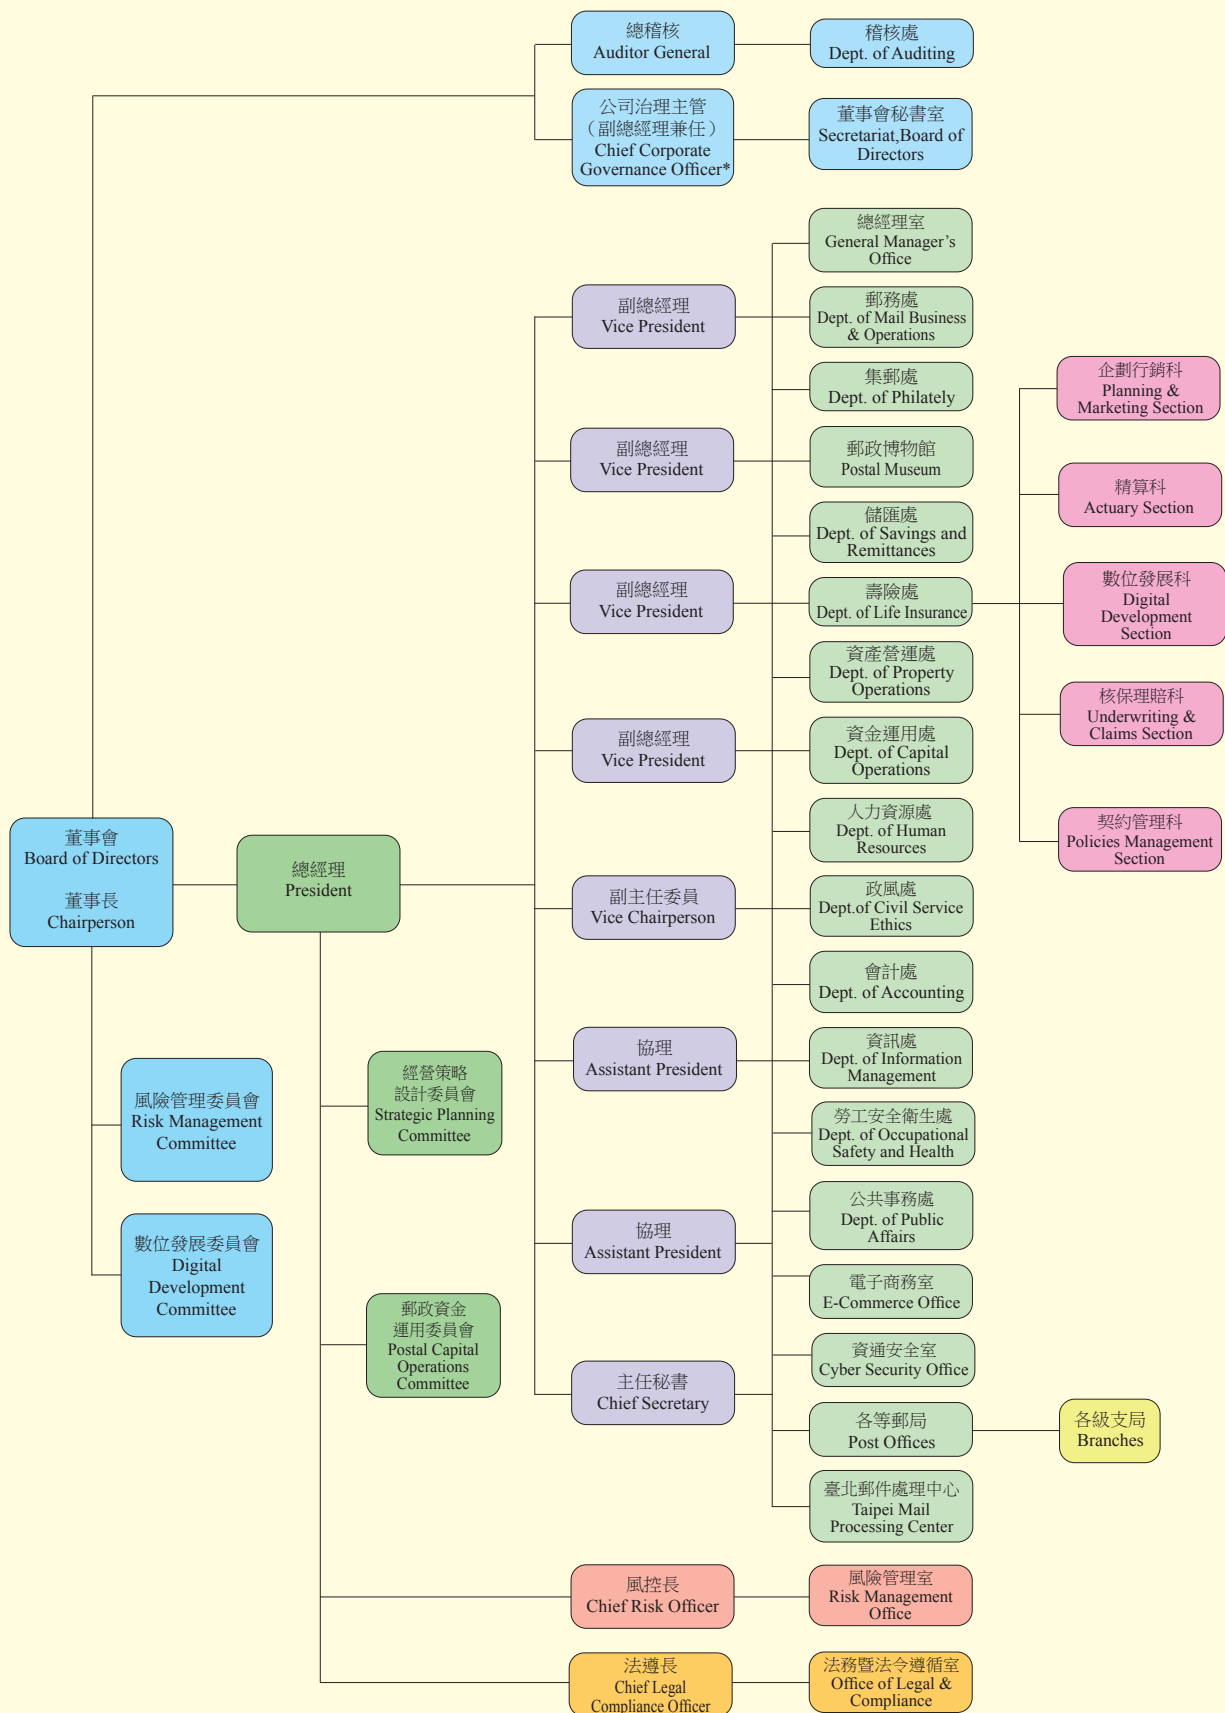 總稽核
Auditor General
稽核處
Dept. of Auditing
公司治理主管
（副總經理兼任）
Chief Corporate
Governance Officer*
董事會秘書室
Secretariat,Board of
Directors
總經理室
General Manager’s
Office
副總經理
Vice President
郵務處
Dept. of Mail Business
& Operations
集郵處
Dept. of Philately
企劃行銷科
Planning &
Marketing Section
副總經理
Vice President
郵政博物館
Postal Museum
精算科
Actuary Section
儲匯處
Dept. of Savings and
Remittances
副總經理
Vice President
壽險處
Dept. of Life Insurance
數位發展科
Digital
Development
Section
資產營運處
Dept. of Property
Operations
核保理賠科
Underwriting &
Claims Section
副總經理
Vice President
資金運用處
Dept. of Capital
Operations
人力資源處
Dept. of Human
Resources
契約管理科
Policies Management
Section
董事會
Board of Directors
董事長
Chairperson
總經理
President
副主任委員
Vice Chairperson
政風處
Dept.of Civil Service
Ethics
會計處
Dept. of Accounting
協理
Assistant President
資訊處
Dept. of Information
Management
經營策略
設計委員會
Strategic Planning
Committee
風險管理委員會
Risk Management
Committee
勞工安全衛生處
Dept. of Occupational
Safety and Health
公共事務處
Dept. of Public
Affairs
協理
Assistant President
數位發展委員會
Digital
Development
Committee
電子商務室
E-Commerce Office
郵政資金
運用委員會
Postal Capital
Operations
Committee
資通安全室
Cyber Security Office
主任秘書
Chief Secretary
各等郵局
Post Offices
各級支局
Branches
臺北郵件處理中心
Taipei Mail
Processing Center
風控長
Chief Risk Officer
風險管理室
Risk Management
Office
法遵長
Chief Legal
Compliance Officer
法務暨法令遵循室
Office of Legal &
Compliance